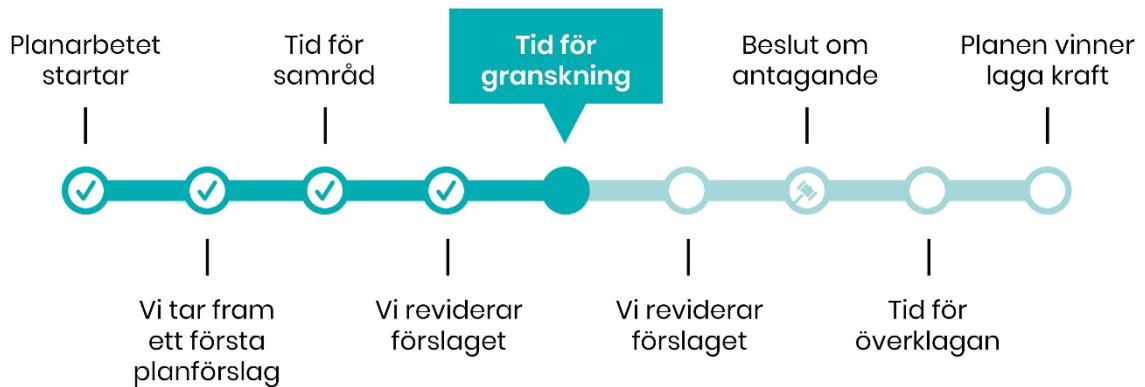 Planarbetet
startar
Tid för
samråd
Tid för
granskning
Beslut om
antagande
Planen vinner
laga kraft
Vi tar fram
ett första
planförslag
Vi reviderar
förslaget
Vi reviderar
förslaget
Tid för
överklagan